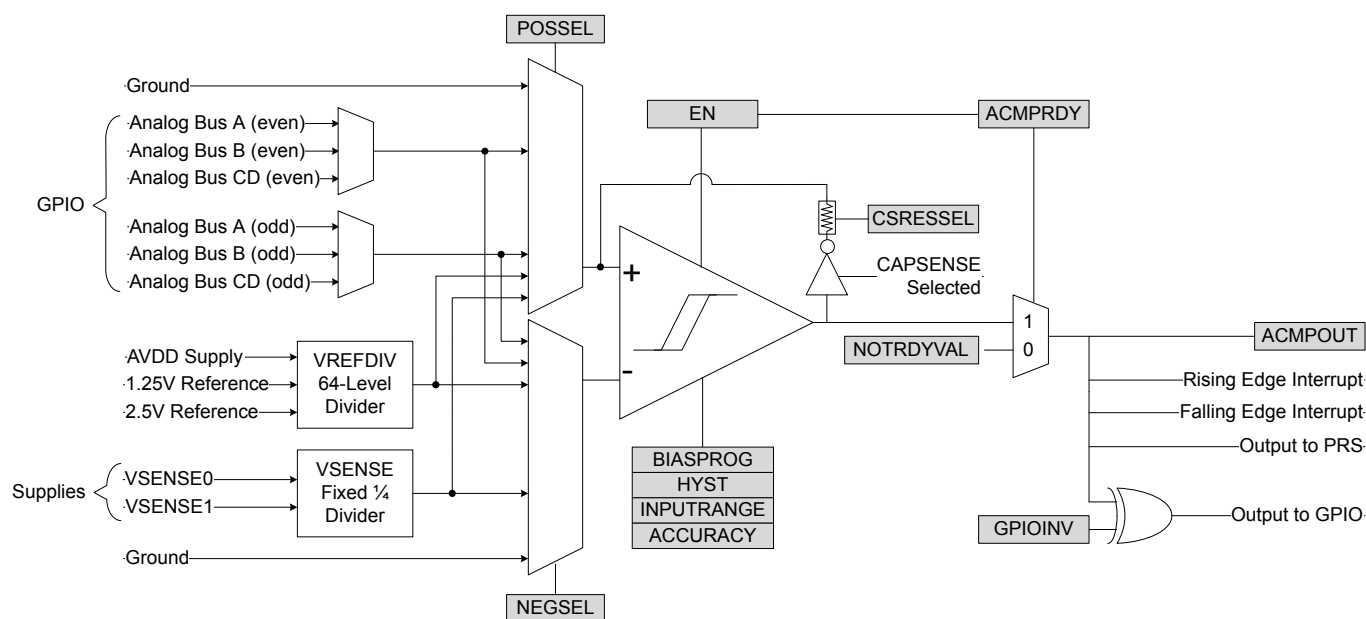 POSSEL
Ground
EN
ACMPRDY
GPIO
Analog Bus A (even)
Analog Bus B (even)
Analog Bus CD (even)
Analog Bus A (odd)
Analog Bus B (odd)
Analog Bus CD (odd)
CSRESSEL
CAPSENSE
Selected
+
-
1
0
NOTRDYVAL
ACMPOUT
Rising Edge Interrupt
Falling Edge Interrupt
Output to PRS
Output to GPIO
GPIOINV
AVDD Supply
1.25V Reference
2.5V Reference
VREFDIV
64-Level
Divider
Supplies
VSENSE0
VSENSE1
VSENSE
Fixed ¼
Divider
Ground
BIASPROG
HYST
INPUTRANGE
ACCURACY
NEGSEL